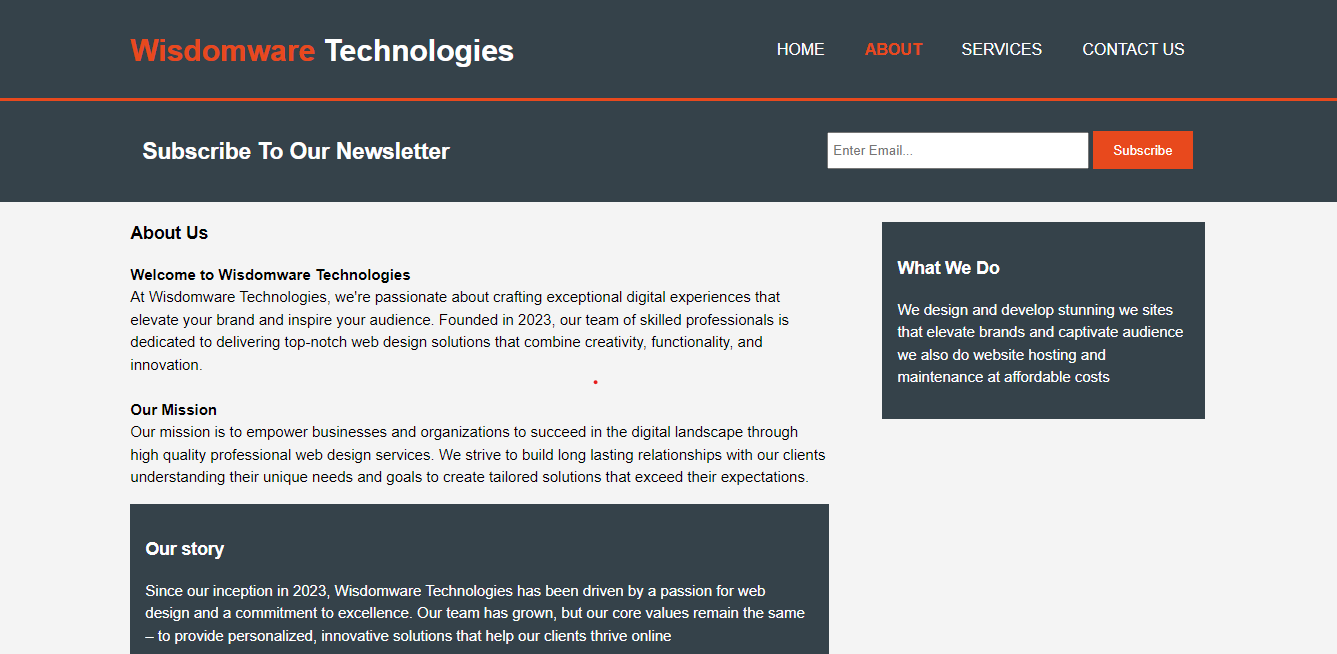 Wisdomware Technologies
HOME ABOUT SERVICES CONTACT US
Subscribe To Our Newsletter
Enter Email...
Subscribe
About Us
Welcome to Wisdomware Technologies
At Wisdomware Technologies, we're passionate about crafting exceptional digital experiences that
elevate your brand and inspire your audience. Founded in 2023, our team of skilled professionals is
dedicated to delivering top-notch web design solutions that combine creativity, functionality, and
innovation.
Our Mission
Our mission is to empower businesses and organizations to succeed in the digital landscape through
high quality professional web design services. We strive to build long lasting relationships with our clients
understanding their unique needs and goals to create tailored solutions that exceed their expectations.
Our story
Since our inception in 2023, Wisdomware Technologies has been driven by a passion for web
design and a commitment to excellence. Our team has grown, but our core values remain the same
– to provide personalized, innovative solutions that help our clients thrive online
What We Do
We design and develop stunning we sites
that elevate brands and captivate audience
we also do website hosting and
maintenance at affordable costs